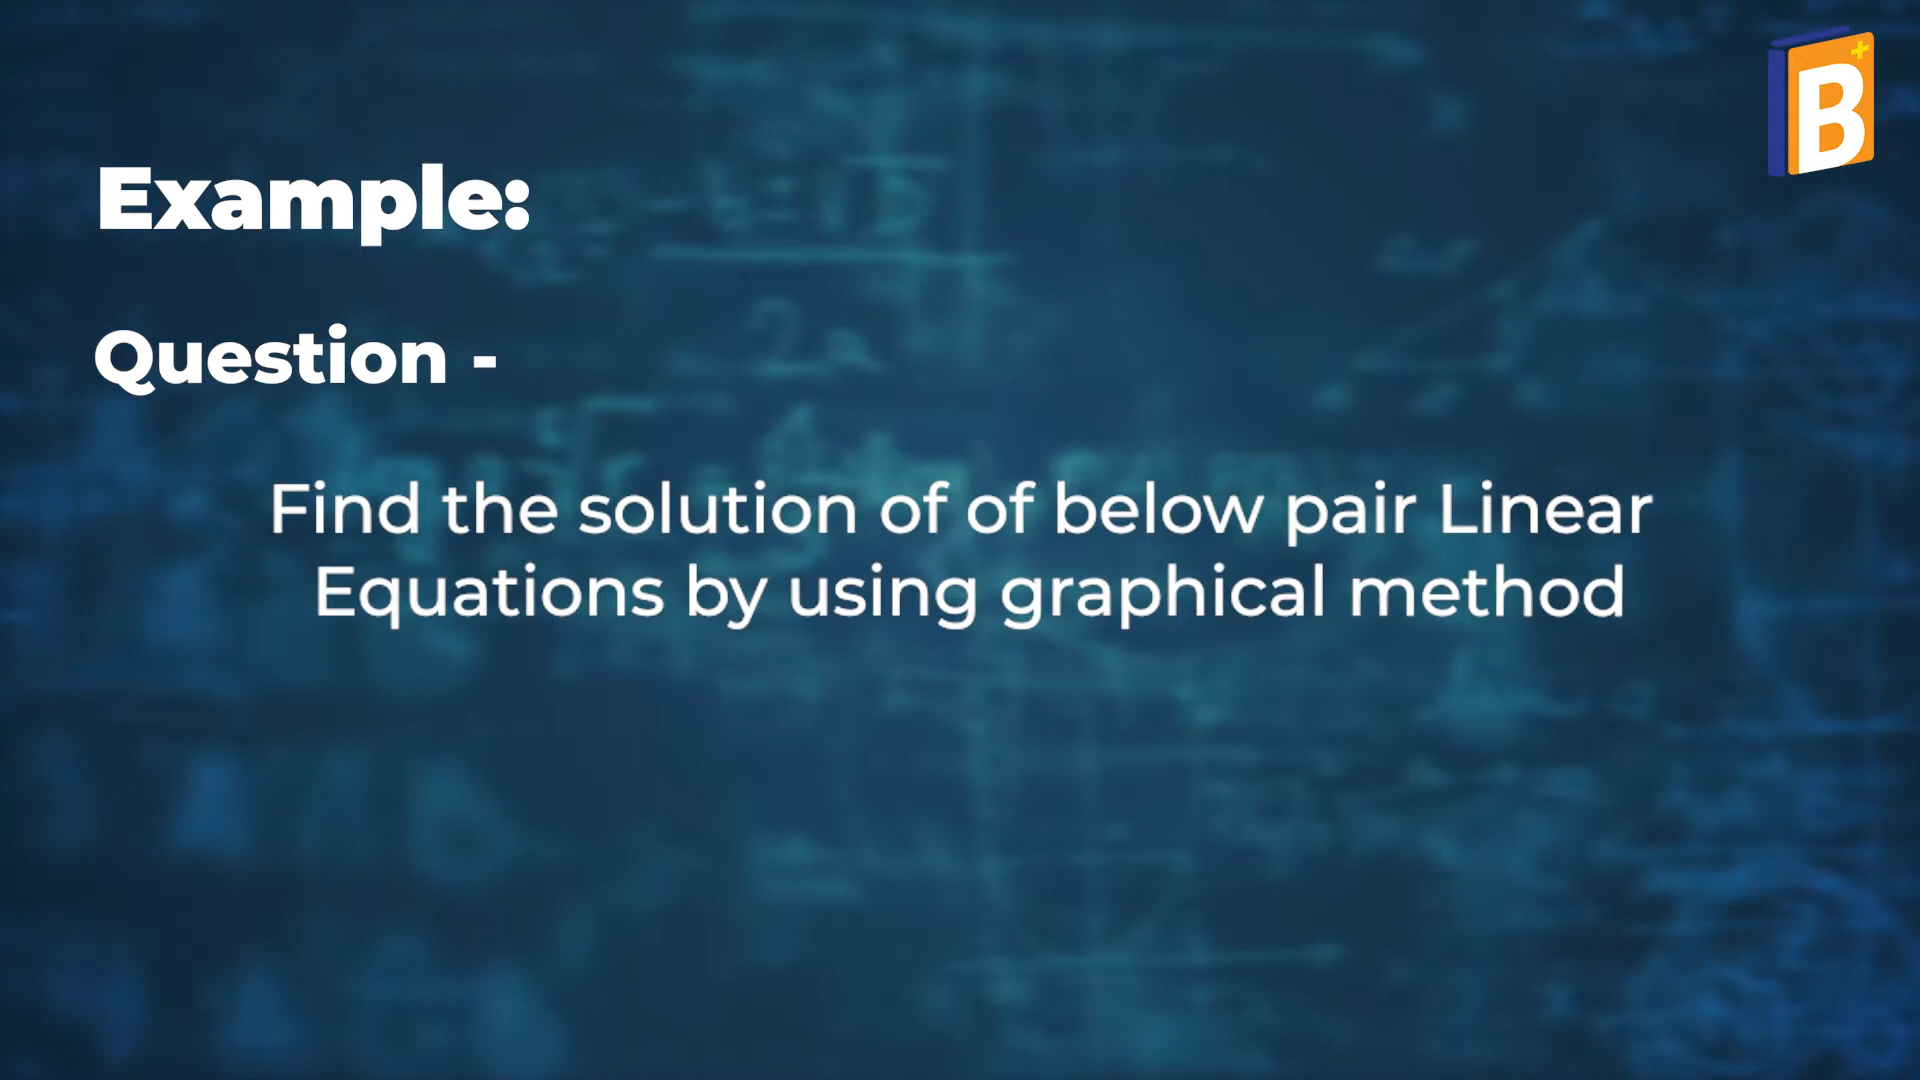 B+
Example:
Question -
Find the solution of of below pair Linear
Equations by using graphical method